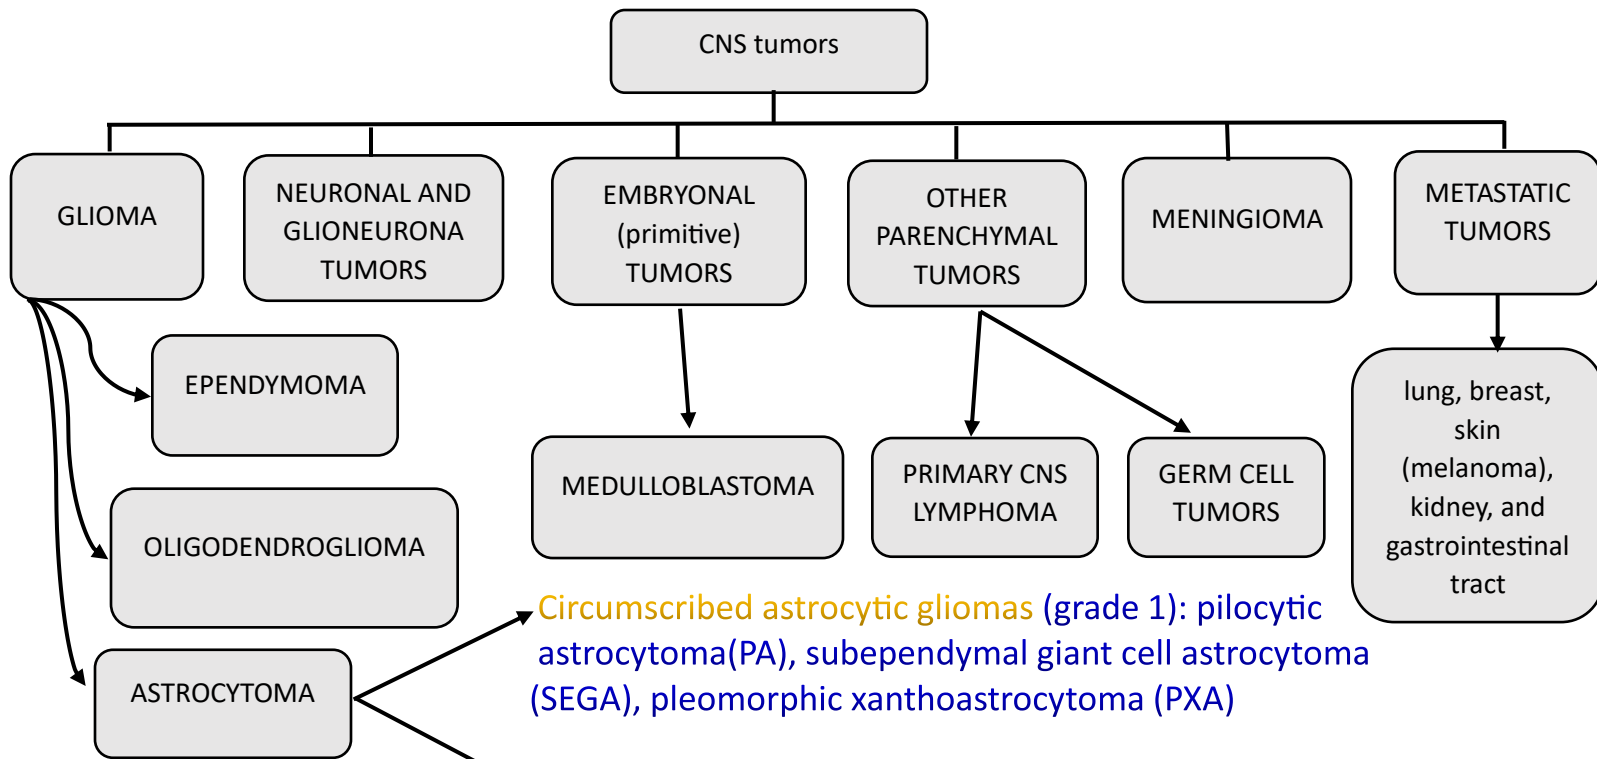 CNS tumors
GLIOMA
NEURONAL AND
GLIONEURONA
TUMORS
EMBRYONAL
(primitive)
TUMORS
OTHER
PARENCHYMAL
TUMORS
MENINGIOMA
METASTATIC
TUMORS
EPENDYMOMA
OLIGODENDROGLIOMA
ASTROCYTOMA
MEDULLOBLASTOMA
PRIMARY CNS
LYMPHOMA
GERM CELL
TUMORS
lung, breast,
skin
(melanoma),
kidney, and
gastrointestinal
tract
Circumscribed astrocytic gliomas (grade 1): pilocytic
astrocytoma(PA), subependymal giant cell astrocytoma
(SEGA), pleomorphic xanthoastrocytoma (PXA)